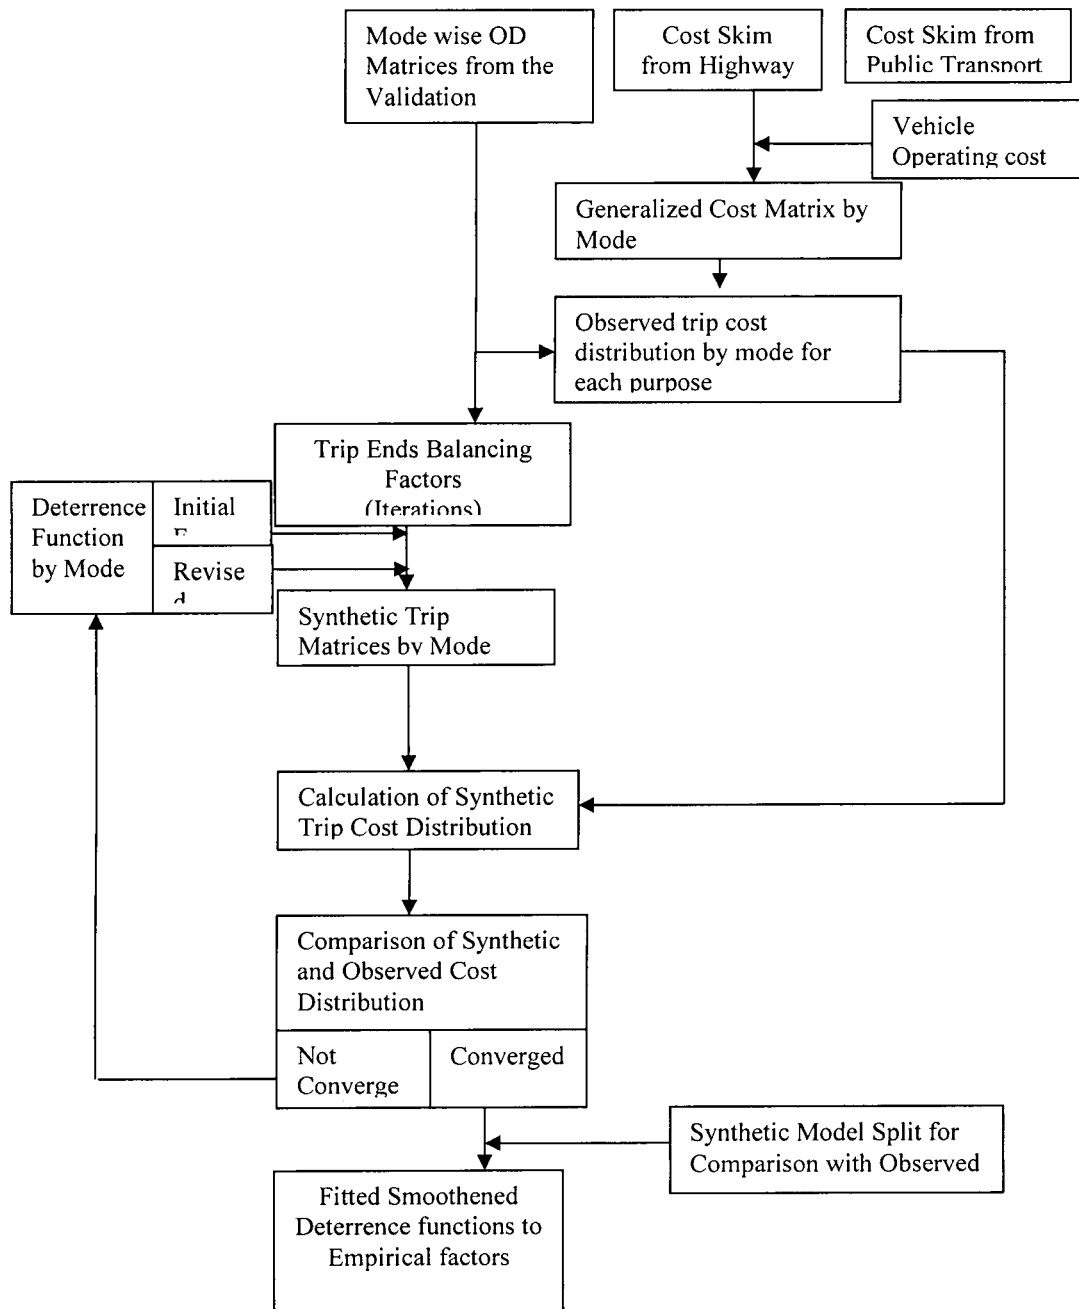 Mode wise OD
Matrices from the
Validation
Cost Skim
from Highway
Cost Skim from
Public Transport
Vehicle
Operating cost
Generalized Cost Matrix by
Mode
Observed trip cost
distribution by mode for
each purpose
Trip Ends Balancing
Factors
(Iterations)
Deterrence
Function
by Mode
Initial
Revise
d
Synthetic Trip
Matrices by Mode
Calculation of Synthetic
Trip Cost Distribution
Comparison of Synthetic
and Observed Cost
Distribution
Not
Converge
Converged
Synthetic Model Split for
Comparison with Observed
Fitted Smoothened
Deterrence functions to
Empirical factors